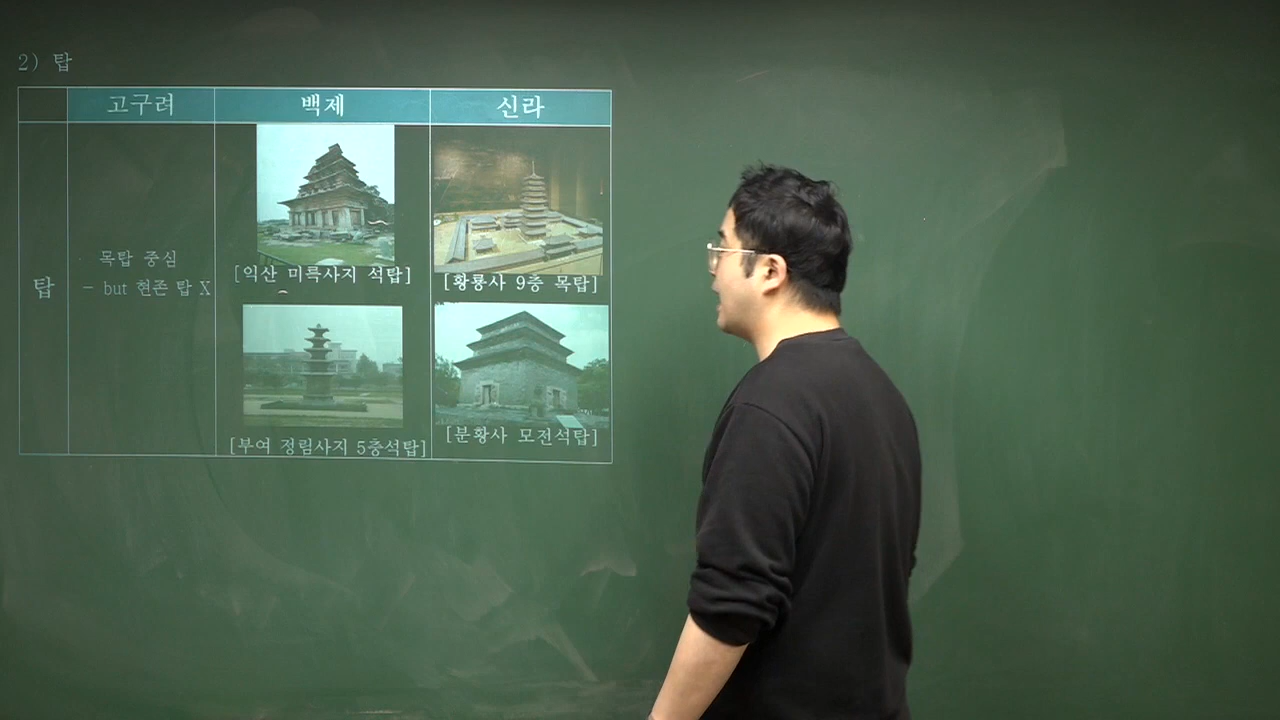 2) 탑
고구려 백제 신라
탑
목탑 중심
- but 현존 탑 X
[익산 미륵사지 석탑]
[부여 정림사지 5층석탑]
[황룡사 9층 목탑]
[분황사 모전석탑]